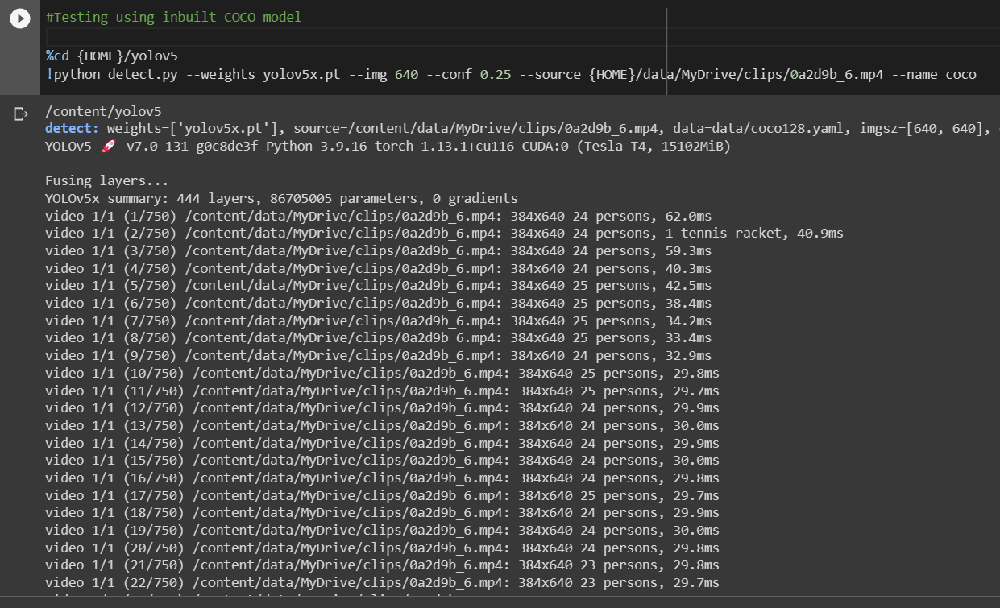 #Testing using inbuilt COCO model
%cd {HOME}/yolov5
!python detect.py --weights yolov5x.pt --img 640 --conf 0.25 --source {HOME}/data/MyDrive/clips/0a2d9b_6.mp4 --name coco
/content/yolov5
detect: weights=['yolov5x.pt'], source=/content/data/MyDrive/clips/0a2d9b_6.mp4, data=data/coco128.yaml, imgsz=[640, 640],
YOLOv5 🚀 v7.0-131-g0c8de3f Python-3.9.16 torch-1.13.1+cu116 CUDA:0 (Tesla T4, 15102MiB)
Fusing layers...
YOLOv5x summary: 444 layers, 86705005 parameters, 0 gradients
video 1/1 (1/750) /content/data/MyDrive/clips/0a2d9b_6.mp4: 384x640 24 persons, 62.0ms
video 1/1 (2/750) /content/data/MyDrive/clips/0a2d9b_6.mp4: 384x640 24 persons, 1 tennis racket, 40.9ms
video 1/1 (3/750) /content/data/MyDrive/clips/0a2d9b_6.mp4: 384x640 24 persons, 59.3ms
video 1/1 (4/750) /content/data/MyDrive/clips/0a2d9b_6.mp4: 384x640 24 persons, 40.3ms
video 1/1 (5/750) /content/data/MyDrive/clips/0a2d9b_6.mp4: 384x640 25 persons, 42.5ms
video 1/1 (6/750) /content/data/MyDrive/clips/0a2d9b_6.mp4: 384x640 25 persons, 38.4ms
video 1/1 (7/750) /content/data/MyDrive/clips/0a2d9b_6.mp4: 384x640 25 persons, 34.2ms
video 1/1 (8/750) /content/data/MyDrive/clips/0a2d9b_6.mp4: 384x640 25 persons, 33.4ms
video 1/1 (9/750) /content/data/MyDrive/clips/0a2d9b_6.mp4: 384x640 24 persons, 32.9ms
video 1/1 (10/750) /content/data/MyDrive/clips/0a2d9b_6.mp4: 384x640 25 persons, 29.8ms
video 1/1 (11/750) /content/data/MyDrive/clips/0a2d9b_6.mp4: 384x640 25 persons, 29.7ms
video 1/1 (12/750) /content/data/MyDrive/clips/0a2d9b_6.mp4: 384x640 24 persons, 29.9ms
video 1/1 (13/750) /content/data/MyDrive/clips/0a2d9b_6.mp4: 384x640 24 persons, 30.0ms
video 1/1 (14/750) /content/data/MyDrive/clips/0a2d9b_6.mp4: 384x640 24 persons, 29.9ms
video 1/1 (15/750) /content/data/MyDrive/clips/0a2d9b_6.mp4: 384x640 24 persons, 30.0ms
video 1/1 (16/750) /content/data/MyDrive/clips/0a2d9b_6.mp4: 384x640 24 persons, 29.8ms
video 1/1 (17/750) /content/data/MyDrive/clips/0a2d9b_6.mp4: 384x640 25 persons, 29.7ms
video 1/1 (18/750) /content/data/MyDrive/clips/0a2d9b_6.mp4: 384x640 24 persons, 29.9ms
video 1/1 (19/750) /content/data/MyDrive/clips/0a2d9b_6.mp4: 384x640 24 persons, 30.0ms
video 1/1 (20/750) /content/data/MyDrive/clips/0a2d9b_6.mp4: 384x640 24 persons, 29.8ms
video 1/1 (21/750) /content/data/MyDrive/clips/0a2d9b_6.mp4: 384x640 23 persons, 29.8ms
video 1/1 (22/750) /content/data/MyDrive/clips/0a2d9b_6.mp4: 384x640 23 persons, 29.7ms